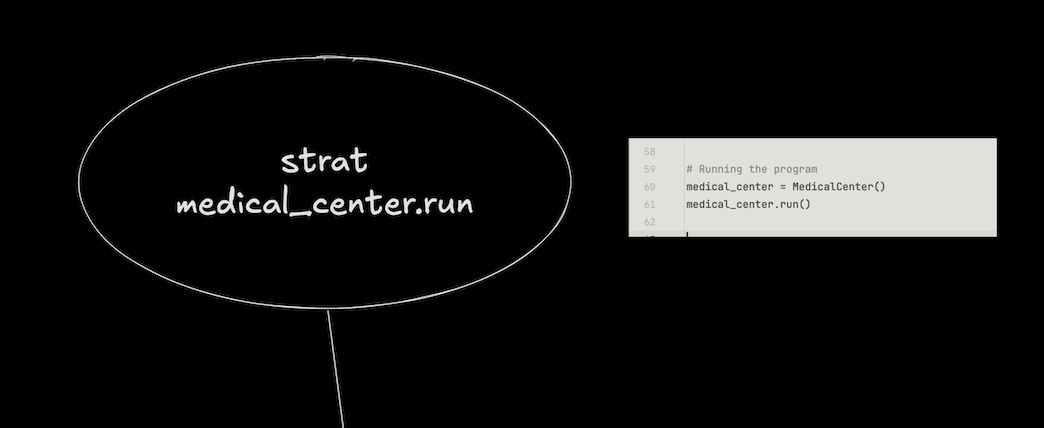 strat
medical_center.run
58
59 # Running the program
60 medical_center = MedicalCenter()
61 medical_center.run()
62